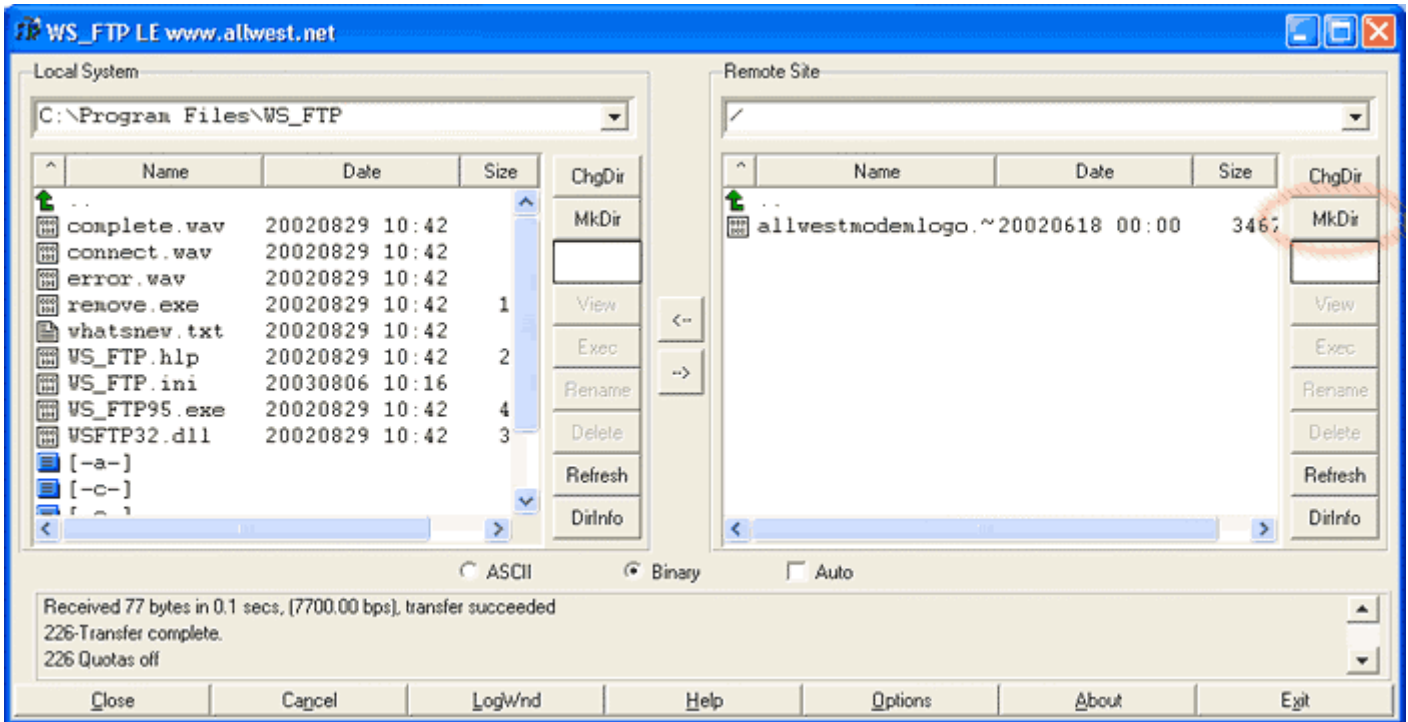 WS_FTP LE www.allwest.net
Local System
C:\Program Files\WS_FTP
^ Name Date Size
..
complete.wav 20020829 10:42
connect.wav 20020829 10:42
error.wav 20020829 10:42
remove.exe 20020829 10:42 1
whatsnew.txt 20020829 10:42
WS_FTP.hlp 20020829 10:42 2
WS_FTP.ini 20030806 10:16
WS_FTP95.exe 20020829 10:42 4
WSFTP32.dll 20020829 10:42 3
[-a-]
[-c-]
ChgDir
MkDir
View
Exec
Rename
Delete
Refresh
DirInfo
<--
-->
Remote Site
/
^ Name Date Size
..
allwestmodemlogo.~20020618 00:00 3467
ChgDir
MkDir
View
Exec
Rename
Delete
Refresh
DirInfo
ASCII Binary Auto
Received 77 bytes in 0.1 secs, (7700.00 bps), transfer succeeded
226-Transfer complete.
226 Quotas off
Close Cancel LogWnd Help Options About Exit